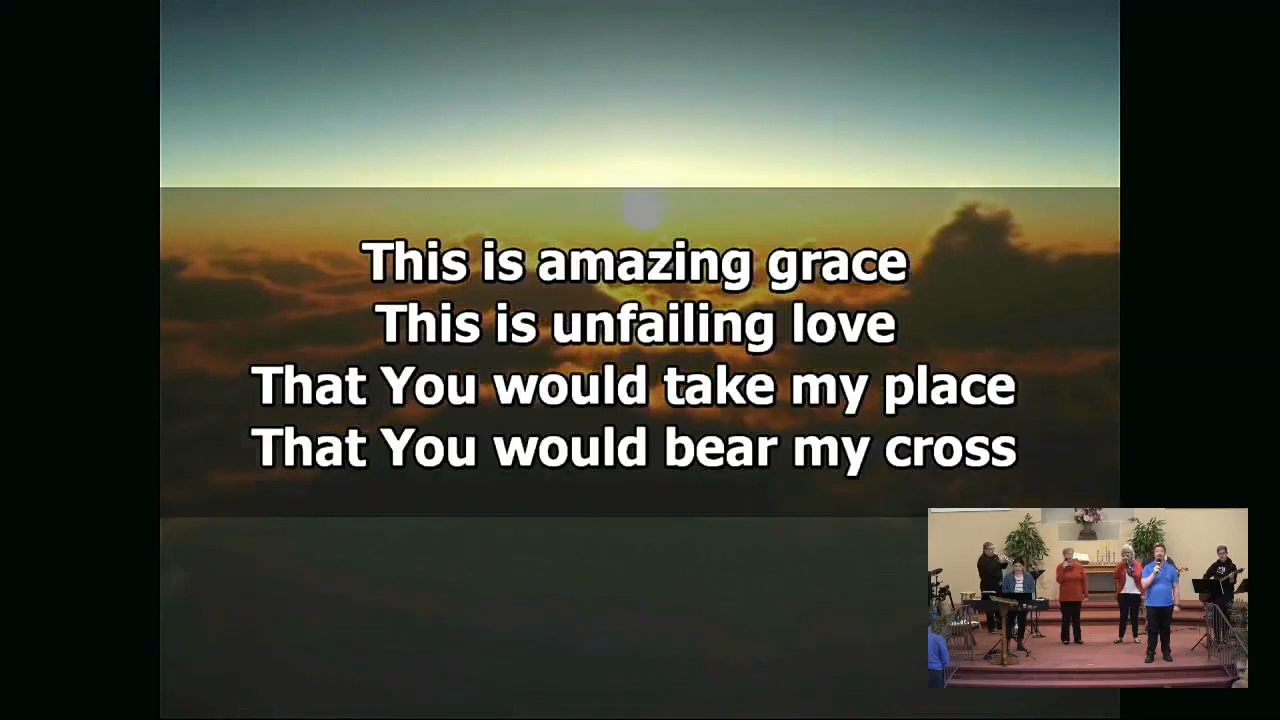 This is amazing grace
This is unfailing love
That You would take my place
That You would bear my cross